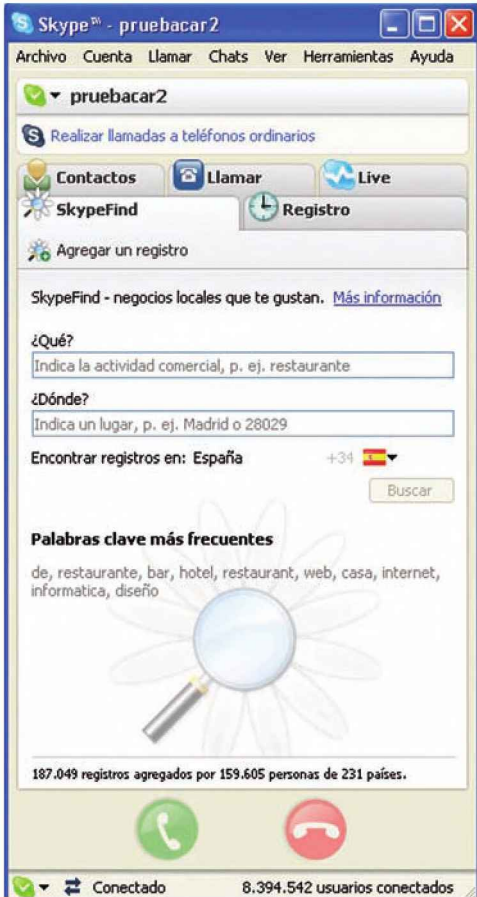 Skype™ - pruebacar2
Archivo Cuenta Llamar Chats Ver Herramientas Ayuda
pruebacar2
Realizar llamadas a teléfonos ordinarios
Contactos Llamar Live
SkypeFind Registro
Agregar un registro
SkypeFind - negocios locales que te gustan. Más información
¿Qué?
Indica la actividad comercial, p. ej. restaurante
¿Dónde?
Indica un lugar, p. ej. Madrid o 28029
Encontrar registros en: España +34
Buscar
Palabras clave más frecuentes
de, restaurante, bar, hotel, restaurant, web, casa, internet,
informatica, diseño
187.049 registros agregados por 159.605 personas de 231 países.
Conectado 8.394.542 usuarios conectados